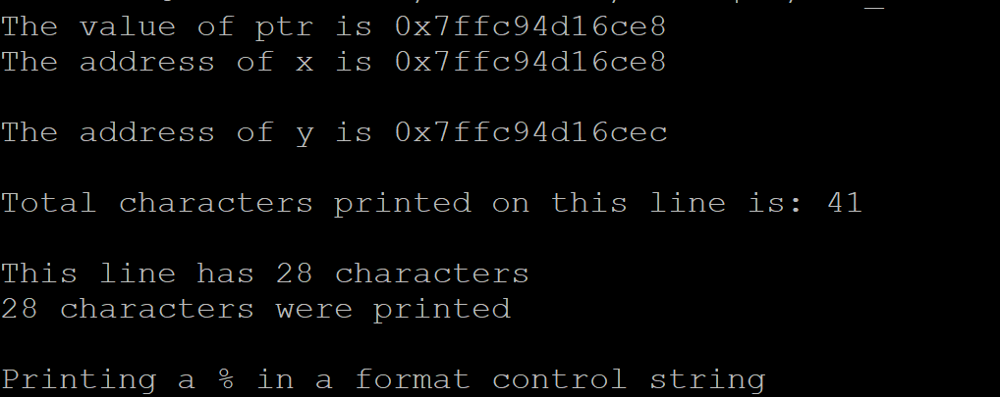 The value of ptr is 0x7ffc94d16ce8
The address of x is 0x7ffc94d16ce8
The address of y is 0x7ffc94d16cec
Total characters printed on this line is: 41
This line has 28 characters
28 characters were printed
Printing a % in a format control string